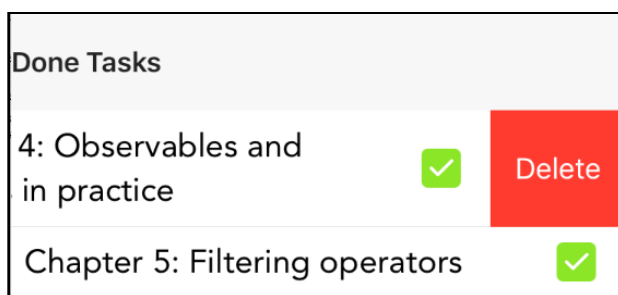 Done Tasks
4: Observables and
in practice
Delete
Chapter 5: Filtering operators